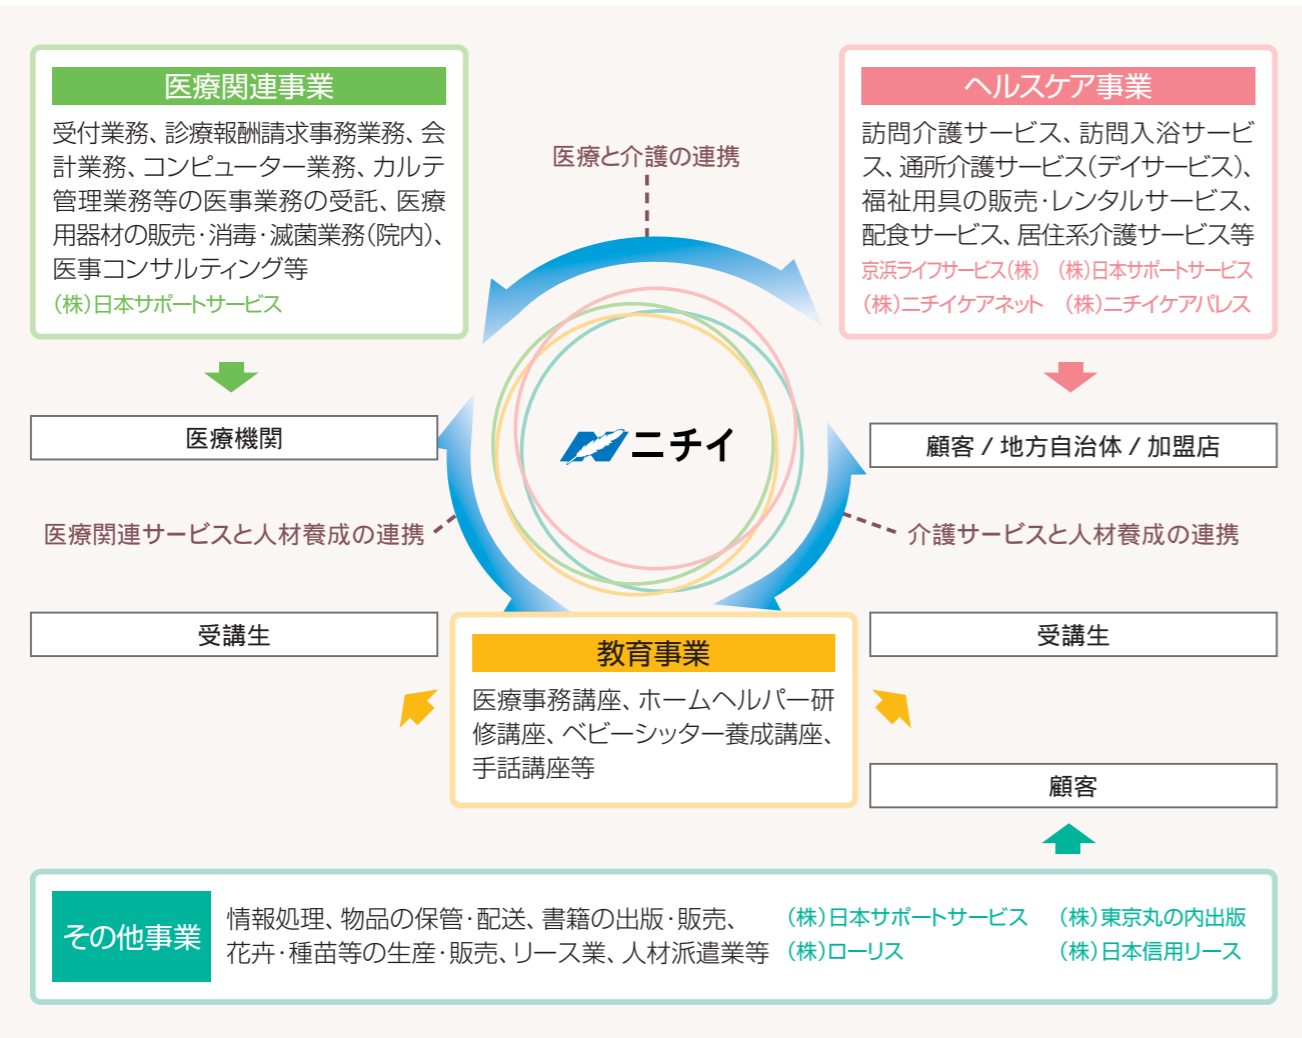 医療関連事業
受付業務、診療報酬請求事務業務、会
計業務、コンピューター業務、カルテ
管理業務等の医事業務の受託、医療
用器材の販売・消毒・滅菌業務(院内)、
医事コンサルティング等
(株)日本サポートサービス
医療と介護の連携
ヘルスケア事業
訪問介護サービス、訪問入浴サービ
ス、通所介護サービス(デイサービス)、
福祉用具の販売・レンタルサービス、
配食サービス、居住系介護サービス等
京浜ライフサービス(株) (株)日本サポートサービス
(株)ニチイケアネット (株)ニチイケアパレス
医療機関
ニチイ
顧客 / 地方自治体 / 加盟店
医療関連サービスと人材養成の連携
介護サービスと人材養成の連携
受講生
受講生
教育事業
医療事務講座、ホームヘルパー研
修講座、ベビーシッター養成講座、
手話講座等
顧客
その他事業
情報処理、物品の保管・配送、書籍の出版・販売、
花卉・種苗等の生産・販売、リース業、人材派遣業等
(株)日本サポートサービス (株)東京丸の内出版
(株)ローリス (株)日本信用リース